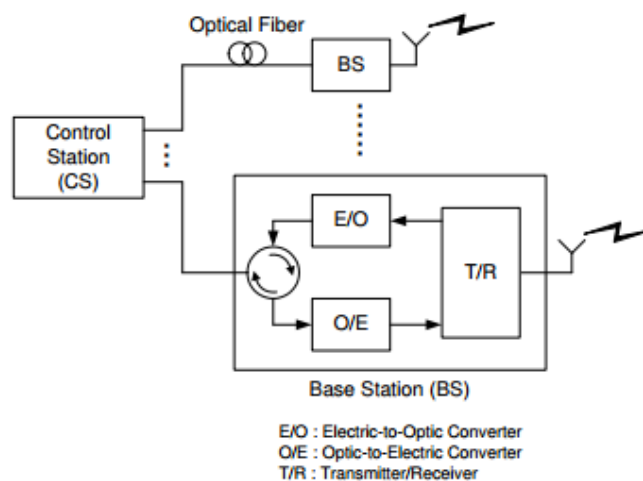 Optical Fiber
BS
Control
Station
(CS)
E/O
T/R
O/E
Base Station (BS)
E/O : Electric-to-Optic Converter
O/E : Optic-to-Electric Converter
T/R : Transmitter/Receiver